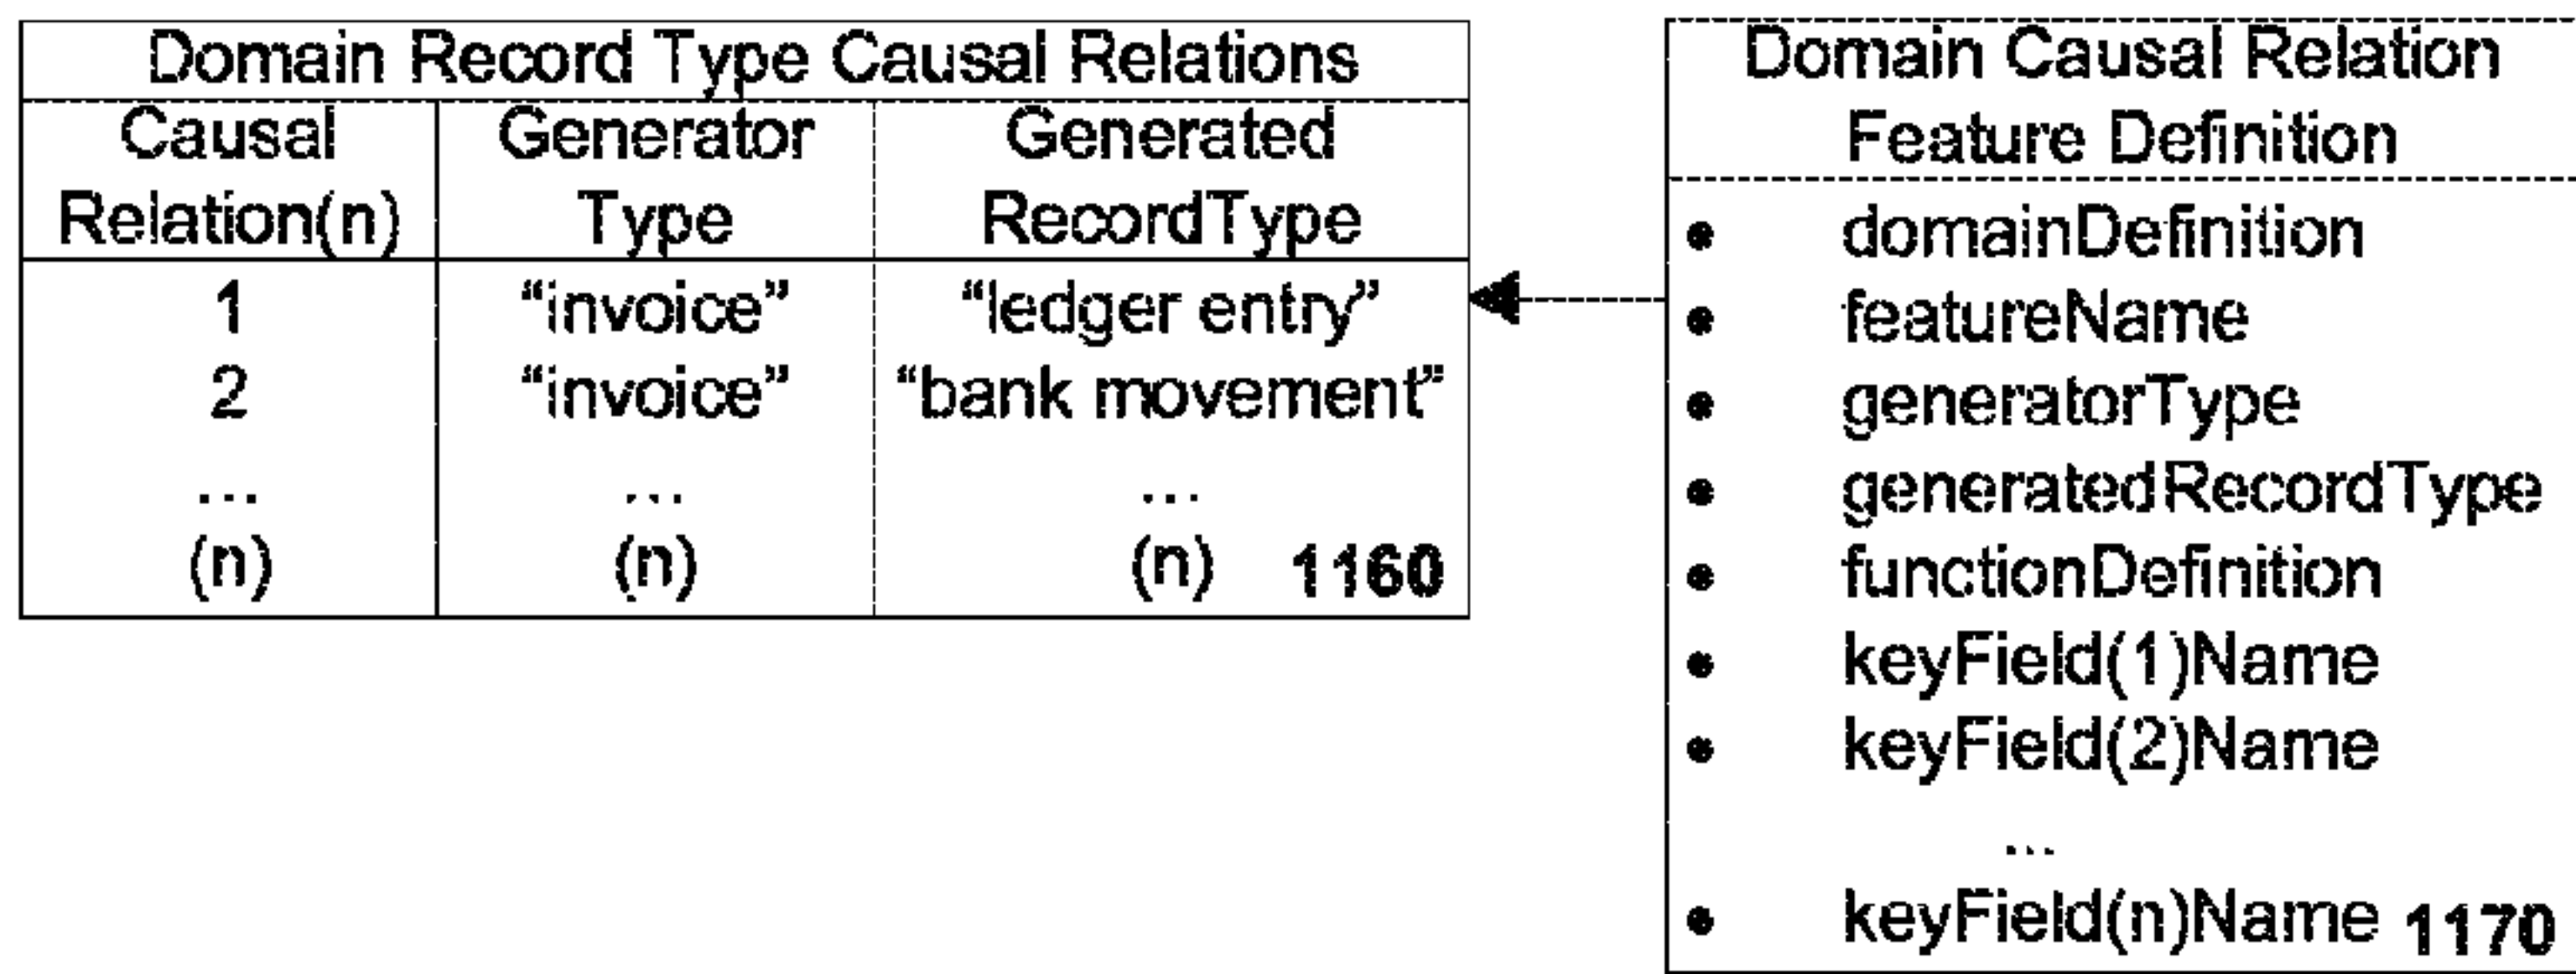 Domain Record Type Causal Relations
Causal Relation(n) Generator Type Generated RecordType
1 “invoice” “ledger entry”
2 “invoice” “bank movement”
... ... ...
(n) (n) (n) 1160
Domain Causal Relation
Feature Definition
• domainDefinition
• featureName
• generatorType
• generatedRecordType
• functionDefinition
• keyField(1)Name
• keyField(2)Name
...
• keyField(n)Name 1170